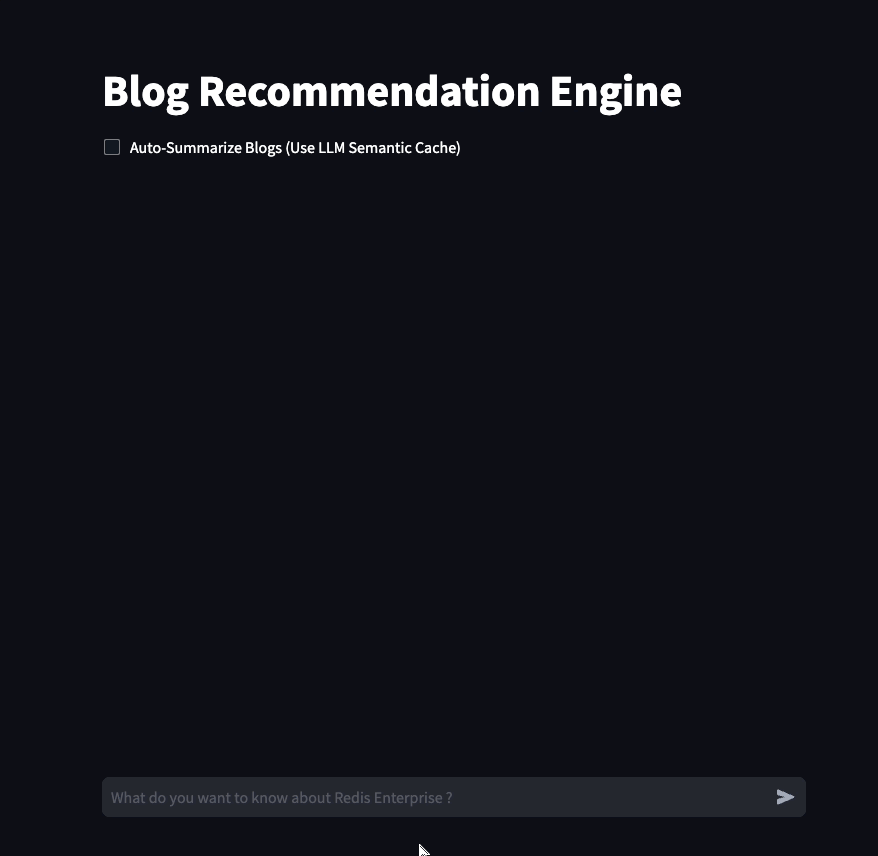 Blog Recommendation Engine
Auto-Summarize Blogs (Use LLM Semantic Cache)
What do you want to know about Redis Enterprise ?